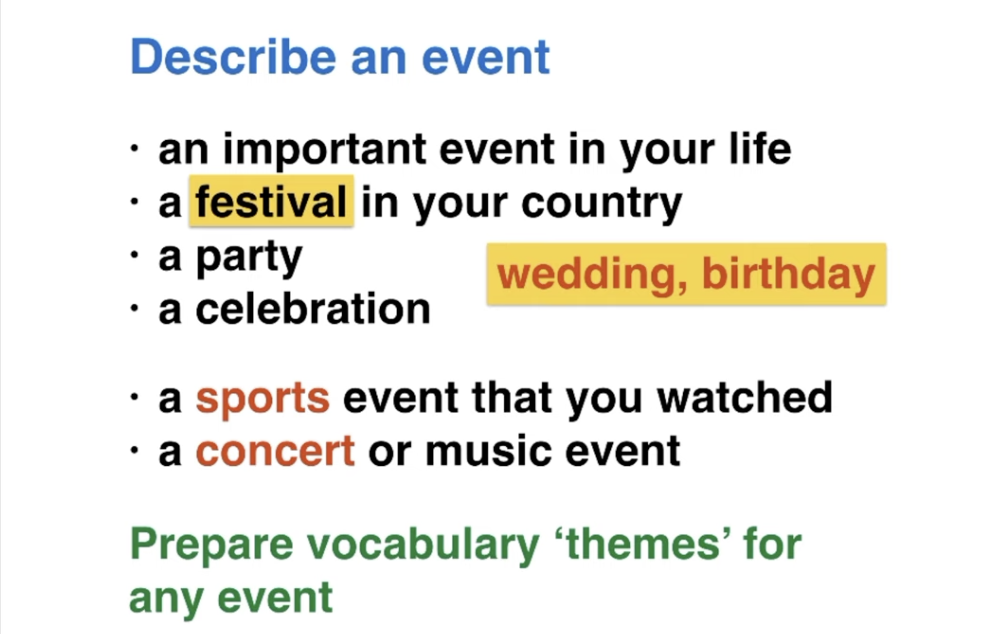 Describe an event
· an important event in your life
· a festival in your country
· a party
wedding, birthday
· a celebration
· a sports event that you watched
· a concert or music event
Prepare vocabulary ‘themes’ for
any event